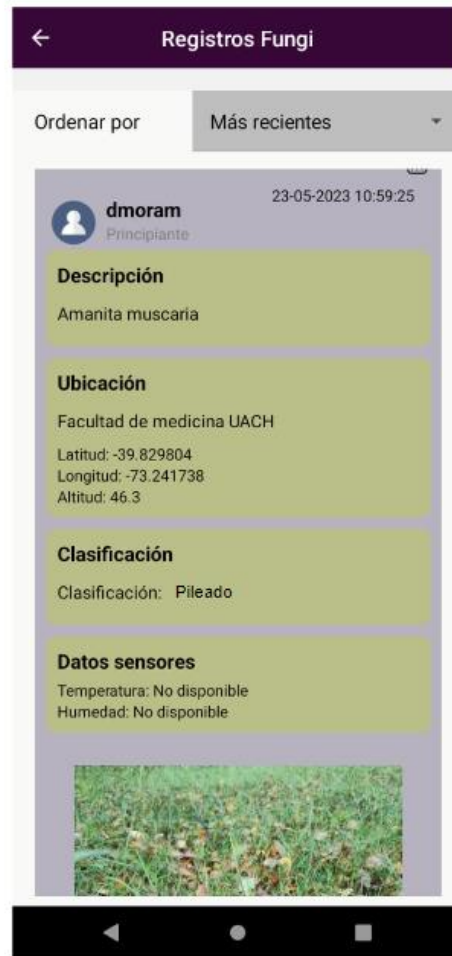 Registros Fungi
Ordenar por
Más recientes
23-05-2023 10:59:25
dmoram
Principiante
Descripción
Amanita muscaria
Ubicación
Facultad de medicina UACH
Latitud: -39.829804
Longitud: -73.241738
Altitud: 46.3
Clasificación
Clasificación: Pileado
Datos sensores
Temperatura: No disponible
Humedad: No disponible